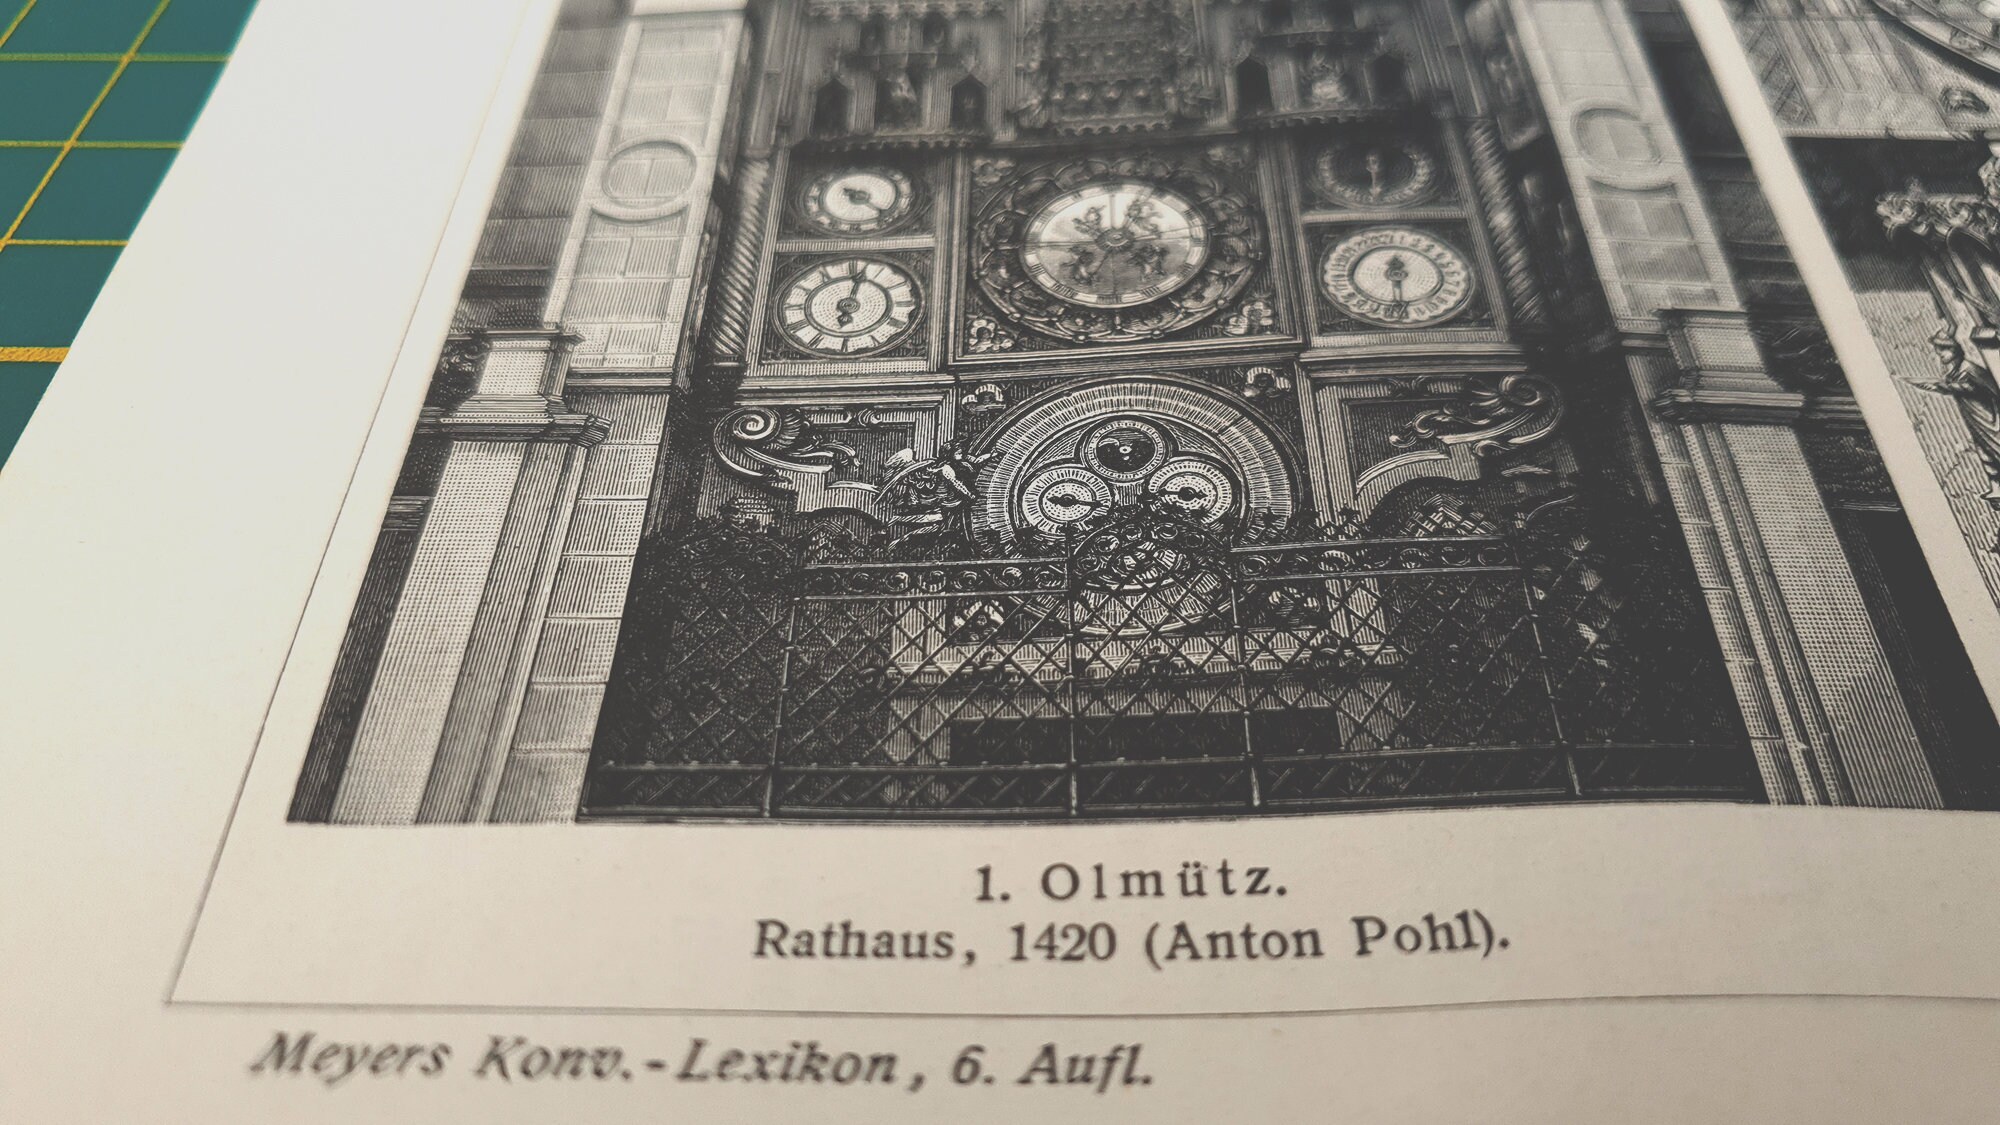 1. Olmütz.
Rathaus, 1420 (Anton Pohl).
Meyers Konv.-Lexikon, 6. Aufl.